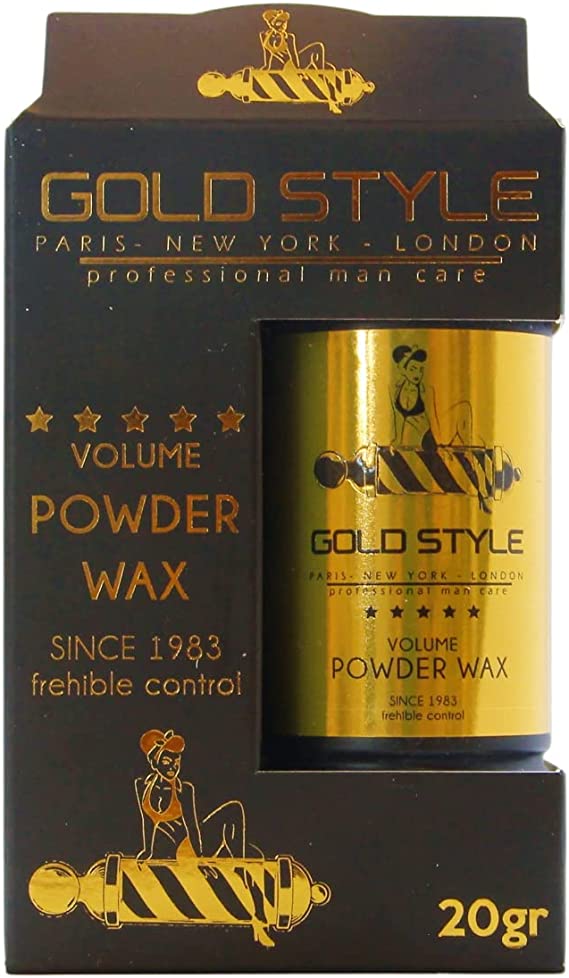 GOLD STYLE
PARIS- NEW YORK - LONDON
professional man care
VOLUME
POWDER
WAX
SINCE 1983
frehible control
GOLD STYLE
PARIS- NEW YORK - LONDON
professional man care
VOLUME
POWDER WAX
SINCE 1983
frehible control
20gr